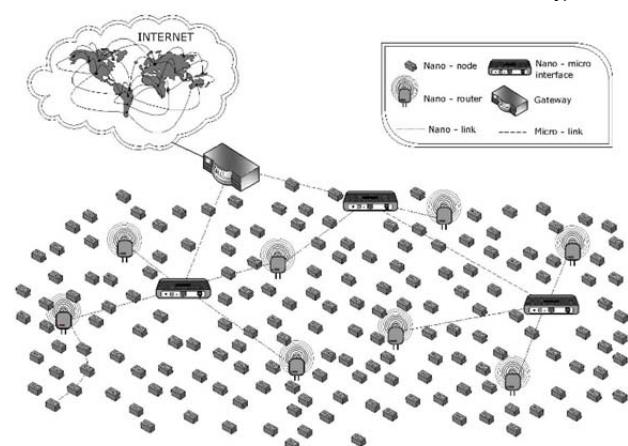 INTERNET
Nano - node
Nano - micro
interface
Nano - router
Gateway
Nano - link
Micro - link